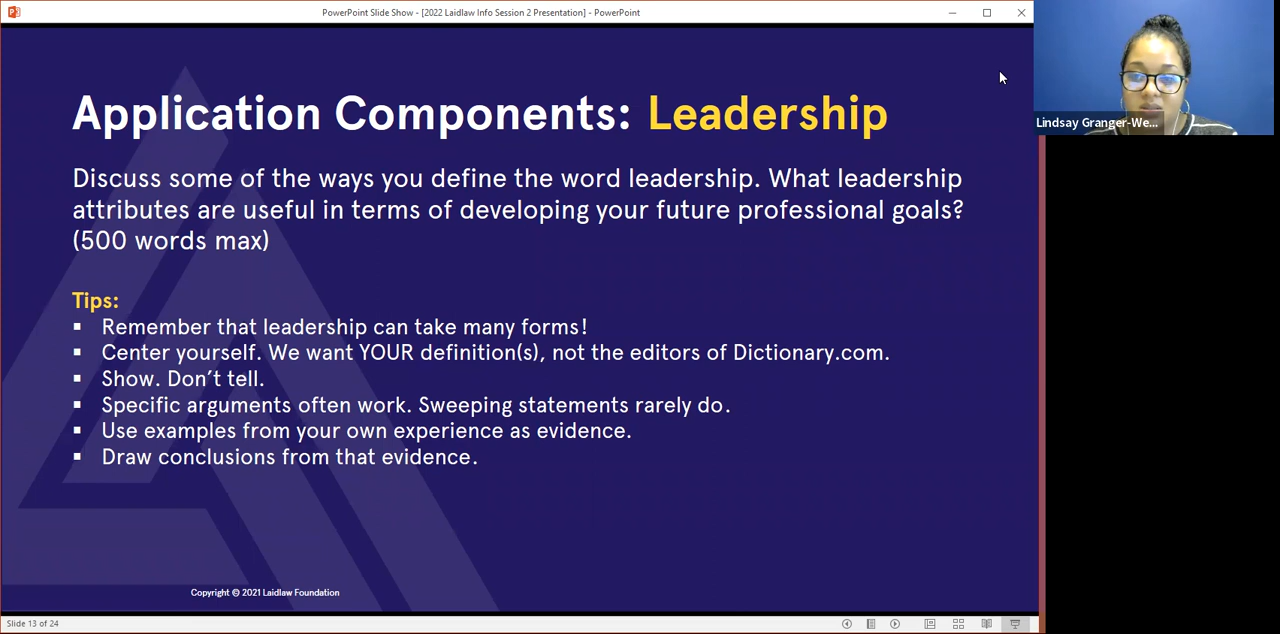 PowerPoint Slide Show - [2022 Laidlaw Info Session 2 Presentation] - PowerPoint
Application Components: Leadership
Discuss some of the ways you define the word leadership. What leadership
attributes are useful in terms of developing your future professional goals?
(500 words max)
Tips:
▪ Remember that leadership can take many forms!
▪ Center yourself. We want YOUR definition(s), not the editors of Dictionary.com.
▪ Show. Don't tell.
▪ Specific arguments often work. Sweeping statements rarely do.
▪ Use examples from your own experience as evidence.
▪ Draw conclusions from that evidence.
Copyright © 2021 Laidlaw Foundation
Slide 13 of 24
Lindsay Granger-We...